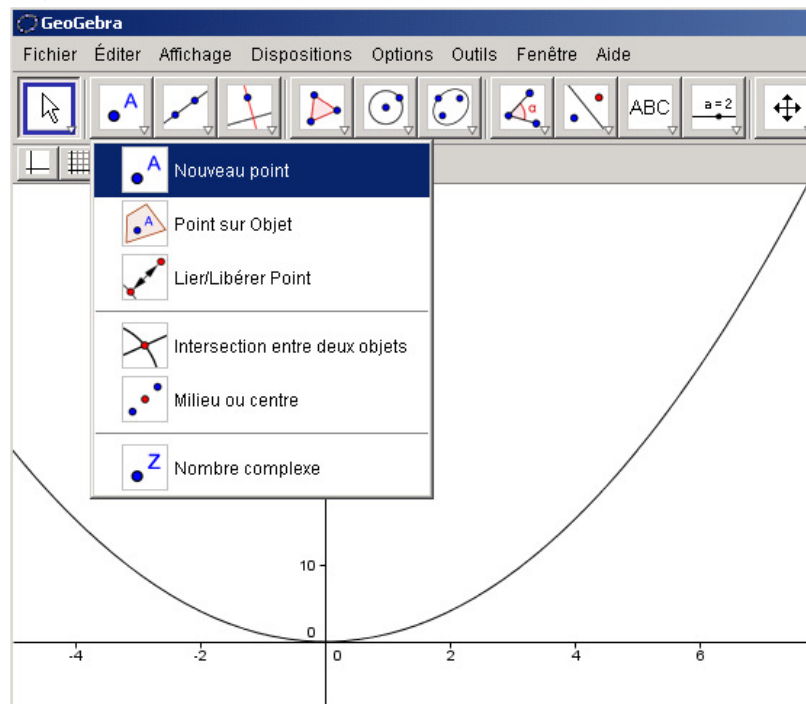 GeoGebra
Fichier Éditer Affichage Dispositions Options Outils Fenêtre Aide
A α ABC a=2
A Nouveau point
A Point sur Objet
Lier/Libérer Point
Intersection entre deux objets
Milieu ou centre
Z Nombre complexe
10
0
-4 -2 0 2 4 6